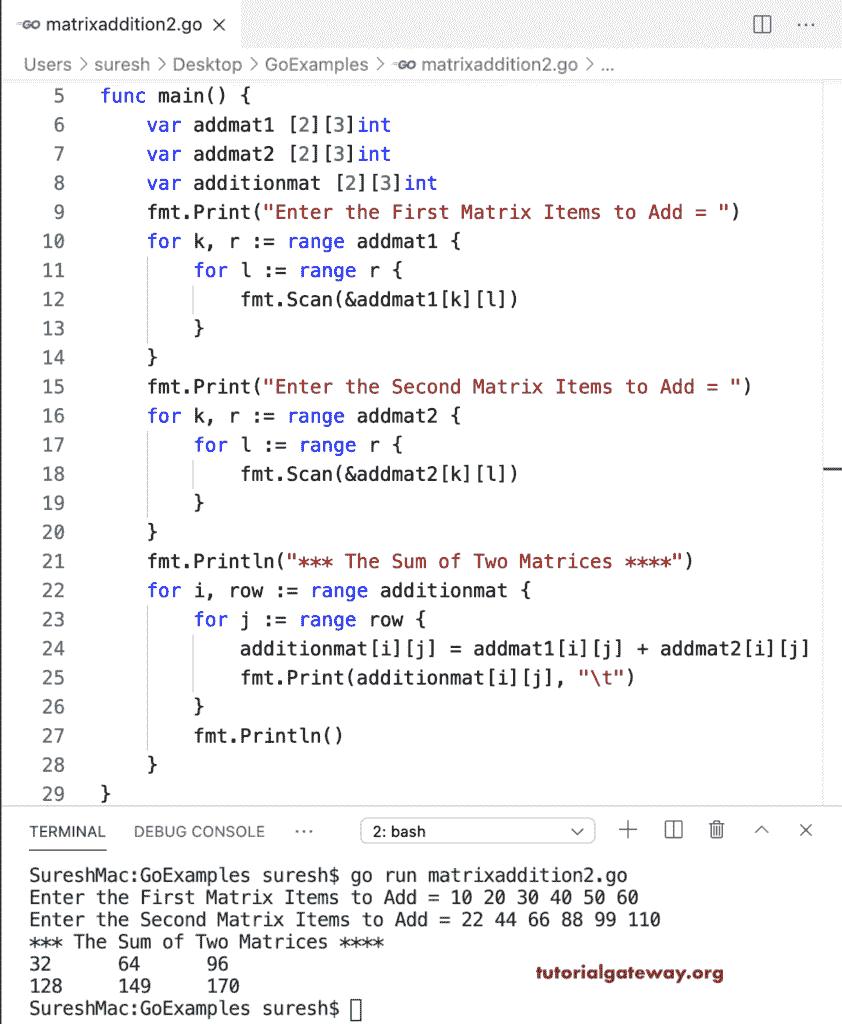 GO matrixaddition2.go ×
Users > suresh > Desktop > GoExamples > GO matrixaddition2.go > ...
5 func main() {
6 var addmat1 [2][3]int
7 var addmat2 [2][3]int
8 var additionmat [2][3]int
9 fmt.Print("Enter the First Matrix Items to Add = ")
10 for k, r := range addmat1 {
11 for l := range r {
12 fmt.Scan(&addmat1[k][l])
13 }
14 }
15 fmt.Print("Enter the Second Matrix Items to Add = ")
16 for k, r := range addmat2 {
17 for l := range r {
18 fmt.Scan(&addmat2[k][l])
19 }
20 }
21 fmt.Println("*** The Sum of Two Matrices ****")
22 for i, row := range additionmat {
23 for j := range row {
24 additionmat[i][j] = addmat1[i][j] + addmat2[i][j]
25 fmt.Print(additionmat[i][j], "\t")
26 }
27 fmt.Println()
28 }
29 }
TERMINAL DEBUG CONSOLE ... 2: bash
SureshMac:GoExamples suresh$ go run matrixaddition2.go
Enter the First Matrix Items to Add = 10 20 30 40 50 60
Enter the Second Matrix Items to Add = 22 44 66 88 99 110
*** The Sum of Two Matrices ****
32 64 96
128 149 170
tutorialgateway.org
SureshMac:GoExamples suresh$